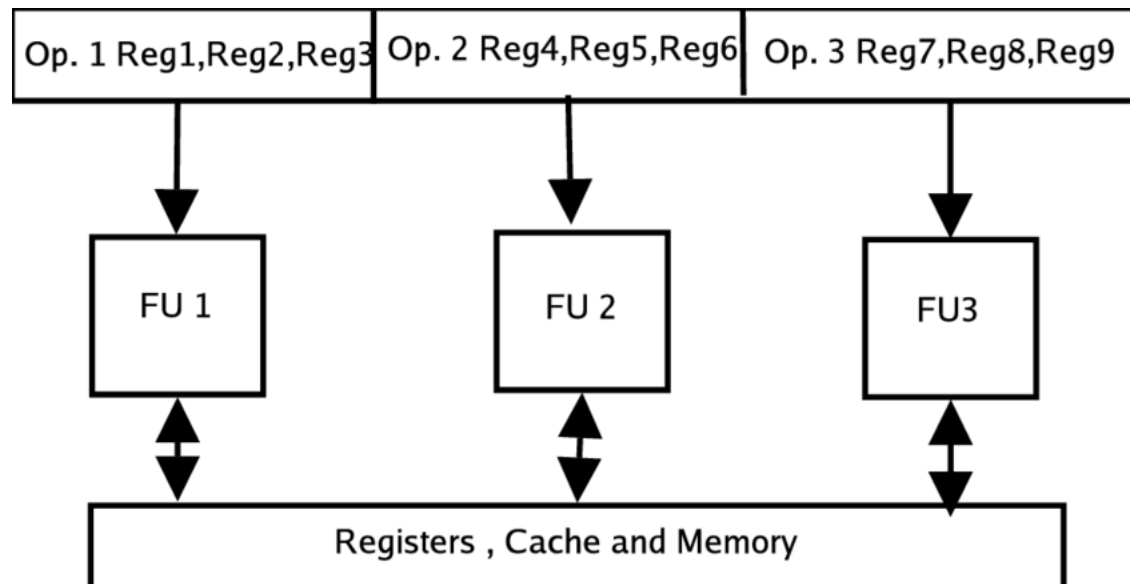 Op. 1 Reg1,Reg2,Reg3
Op. 2 Reg4,Reg5,Reg6
Op. 3 Reg7,Reg8,Reg9
FU 1
FU 2
FU3
Registers , Cache and Memory